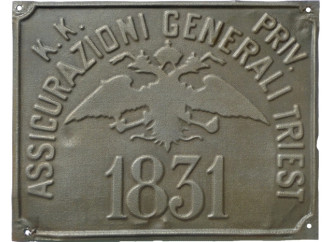 K.K. PRIV.
ASSICURAZIONI GENERALI TRIEST
1831